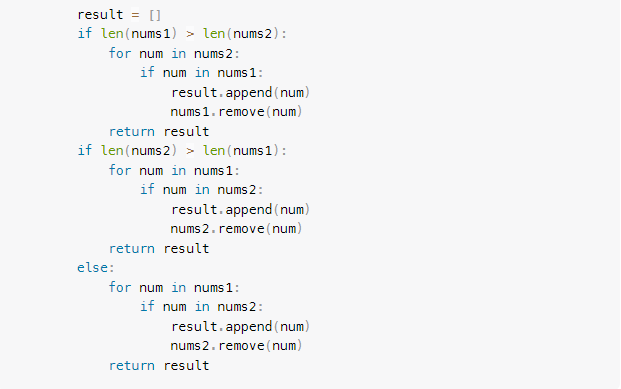 result = []
if len(nums1) > len(nums2):
    for num in nums2:
        if num in nums1:
            result.append(num)
            nums1.remove(num)
    return result
if len(nums2) > len(nums1):
    for num in nums1:
        if num in nums2:
            result.append(num)
            nums2.remove(num)
    return result
else:
    for num in nums1:
        if num in nums2:
            result.append(num)
            nums2.remove(num)
    return result